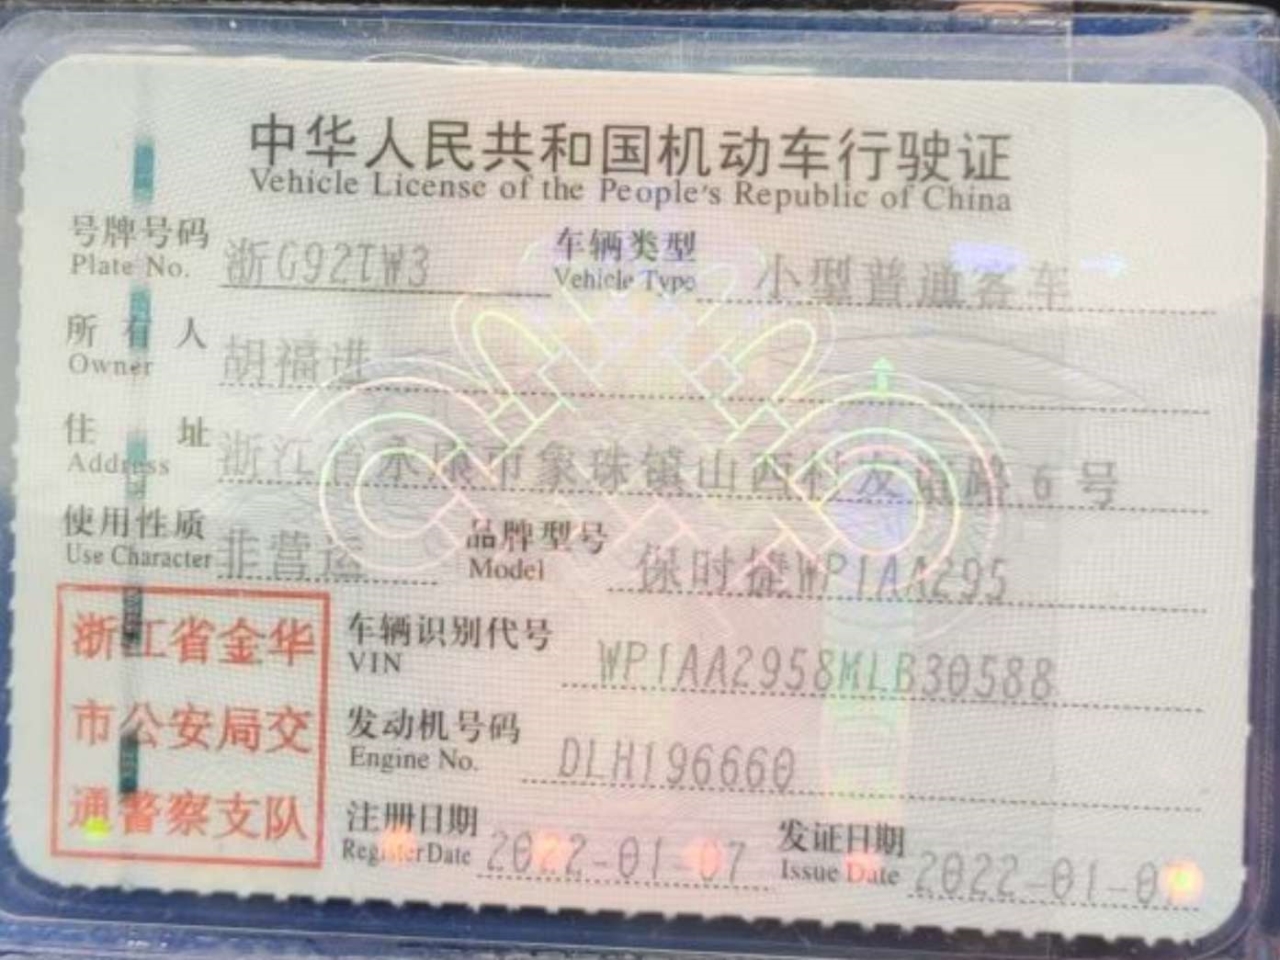 中华人民共和国机动车行驶证
Vehicle License of the People's Republic of China
号牌号码 浙G92TW3 车辆类型 小型普通客车
Plate No. Vehicle Type
所有人 胡福进
Owner
住址 浙江省永康市象珠镇山西村 路6号
Address
使用性质 非营运 品牌型号 保时捷WP1AA295
Use Character Model
浙江省金华
市公安局交
通警察支队
车辆识别代号 WP1AA2958MLB30588
VIN
发动机号码 DLH196660
Engine No.
注册日期 2022-01-07 发证日期 2022-01-0
Register Date Issue Date